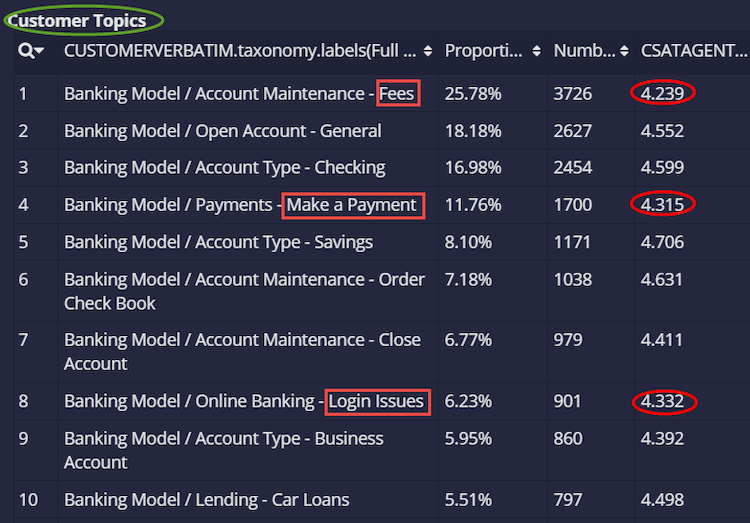 Customer Topics
CUSTOMERVERBATIM.taxonomy.labels(Full ... Proporti... Numb... CSATAGENT...
1 Banking Model / Account Maintenance - Fees 25.78% 3726 4.239
2 Banking Model / Open Account - General 18.18% 2627 4.552
3 Banking Model / Account Type - Checking 16.98% 2454 4.599
4 Banking Model / Payments - Make a Payment 11.76% 1700 4.315
5 Banking Model / Account Type - Savings 8.10% 1171 4.706
6 Banking Model / Account Maintenance - Order 7.18% 1038 4.631
Check Book
7 Banking Model / Account Maintenance - Close 6.77% 979 4.411
Account
8 Banking Model / Online Banking - Login Issues 6.23% 901 4.332
9 Banking Model / Account Type - Business 5.95% 860 4.392
Account
10 Banking Model / Lending - Car Loans 5.51% 797 4.498